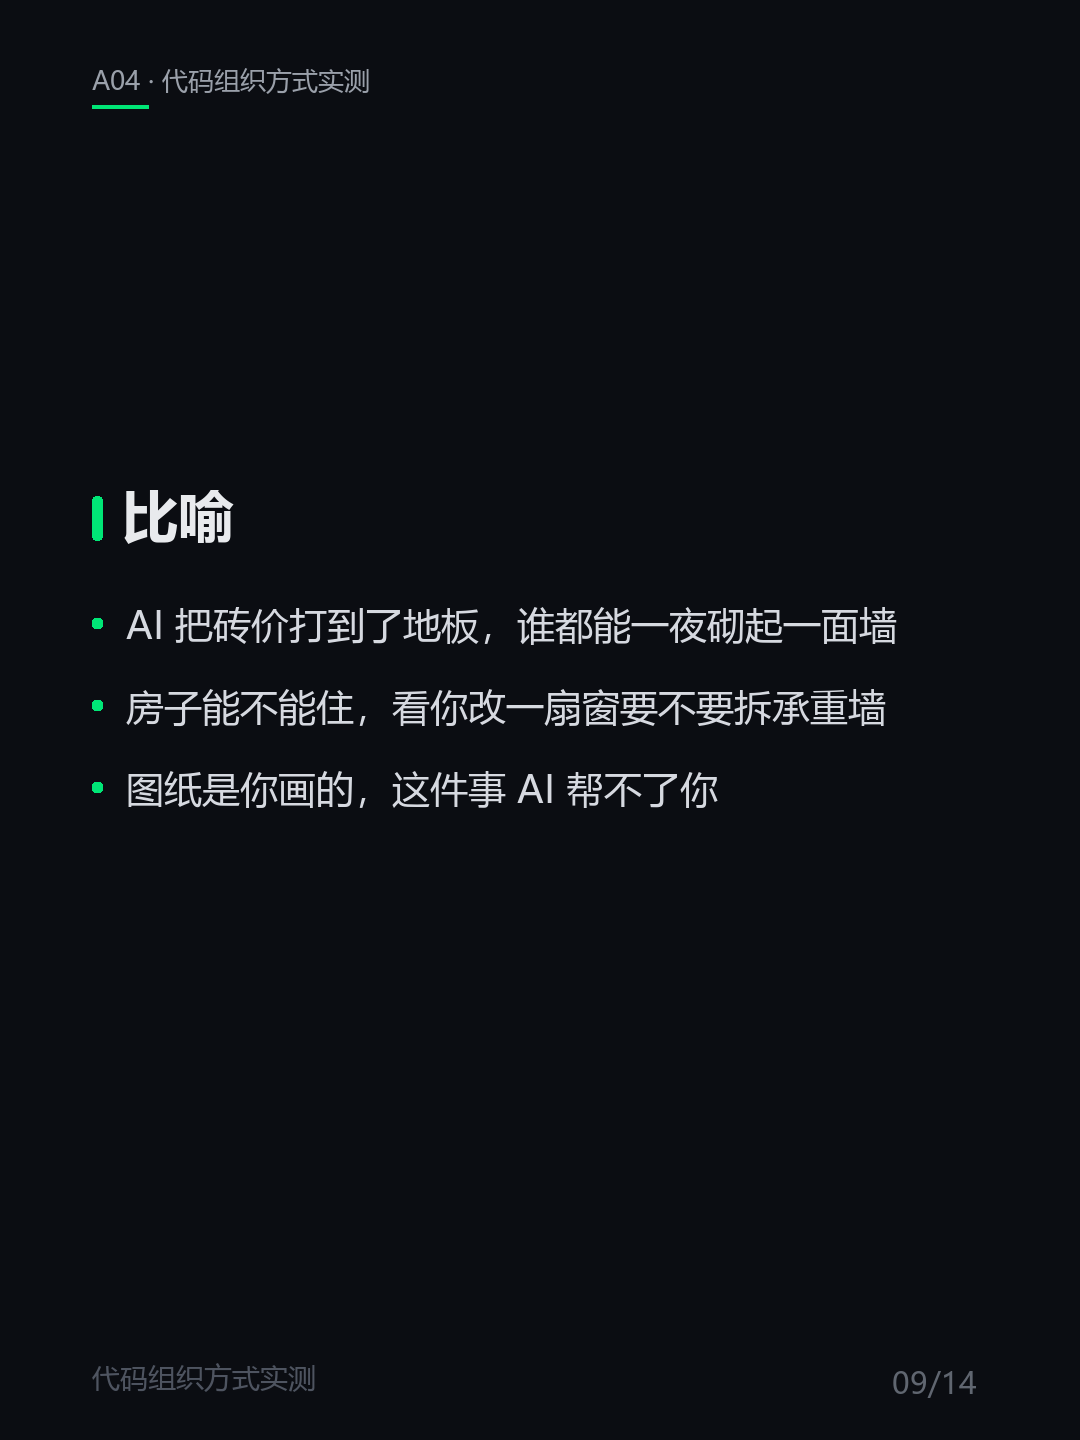 A04 · 代码组织方式实测
比喻
AI 把砖价打到了地板，谁都能一夜砌起一面墙
房子能不能住，看你改一扇窗要不要拆承重墙
图纸是你画的，这件事 AI 帮不了你
代码组织方式实测
09/14